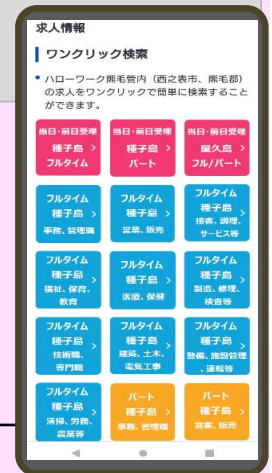 求人情報
ワンクリック検索
ハローワーク熊毛管内（西之表市、熊毛郡）
の求人をワンクリックで簡単に検索すること
ができます。
当日・前日受理
種子島
フルタイム
当日・前日受理
種子島
パート
当日・前日受理
屋久島
フル/パート
フルタイム
種子島
事務、管理職
フルタイム
種子島
営業、販売
フルタイム
種子島
接客、調理、
サービス等
フルタイム
種子島
福祉、保育、
教育
フルタイム
種子島
医療、保健
フルタイム
種子島
製造、修理、
検査等
フルタイム
種子島
技術職、
専門職
フルタイム
種子島
建築、土木、
電気工事
フルタイム
種子島
警備、施設管理
、運転等
フルタイム
種子島
清掃、労務、
農業等
パート
種子島
事務、管理職
パート
種子島
営業、販売